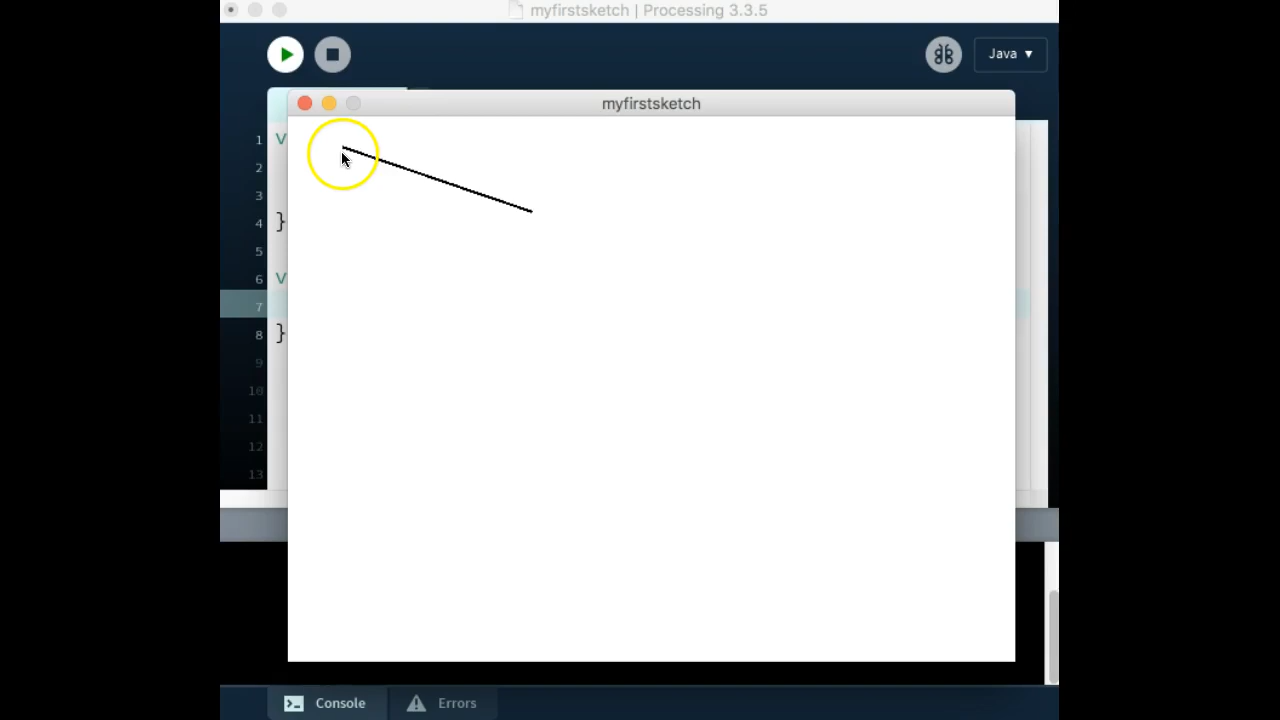 myfirstsketch | Processing 3.3.5
Java ▼
myfirstsketch
1 V
2
3
4 }
5
6 V
7
8 }
9
10
11
12
13
Console
Errors